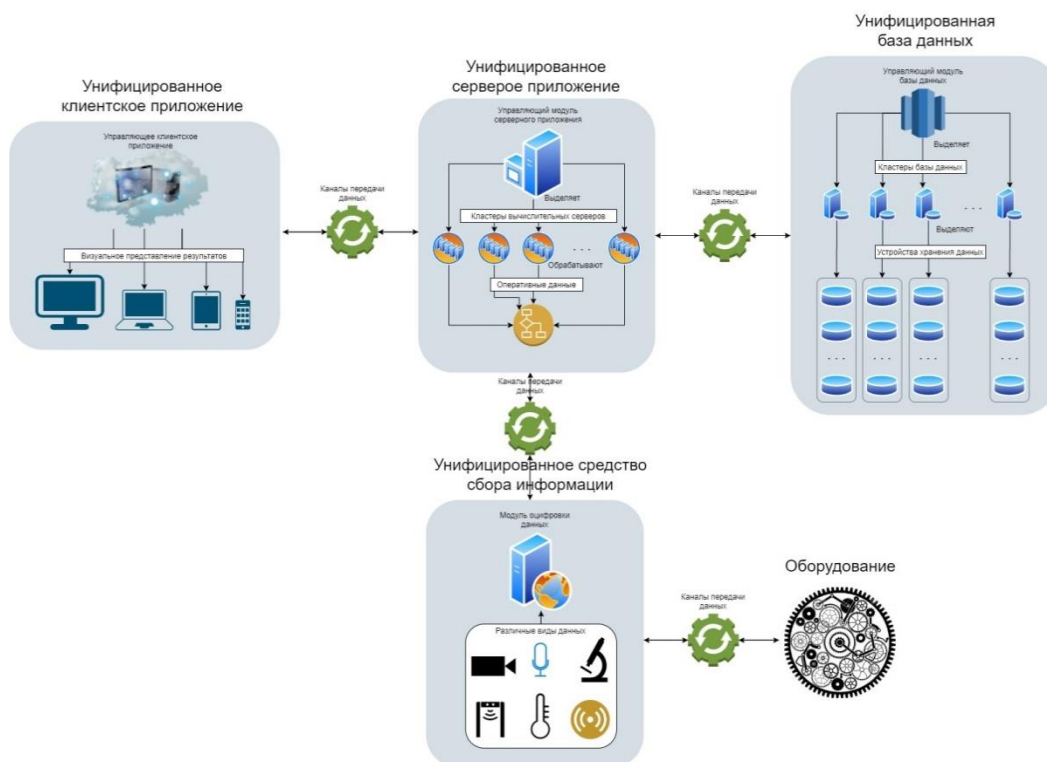 Унифицированная
база данных
Управляющий модуль
базы данных
Выделяет
Кластеры базы данных
. . .
Выделяют
Устройства хранения данных
. . .
. . .
. . .
. . .
Унифицированное
клиентское приложение
Управляющее клиентское
приложение
Визуальное представление результатов
Каналы передачи
данных
Унифицированное
серверое приложение
Управляющий модуль
серверного приложения
Выделяет
Кластеры вычислительных серверов
. . .
Обрабатывают
Оперативные данные
Каналы передачи
данных
Каналы передачи
данных
Унифицированное средство
сбора информации
Модуль оцифровки
данных
Различные виды данных
Каналы передачи
данных
Оборудование